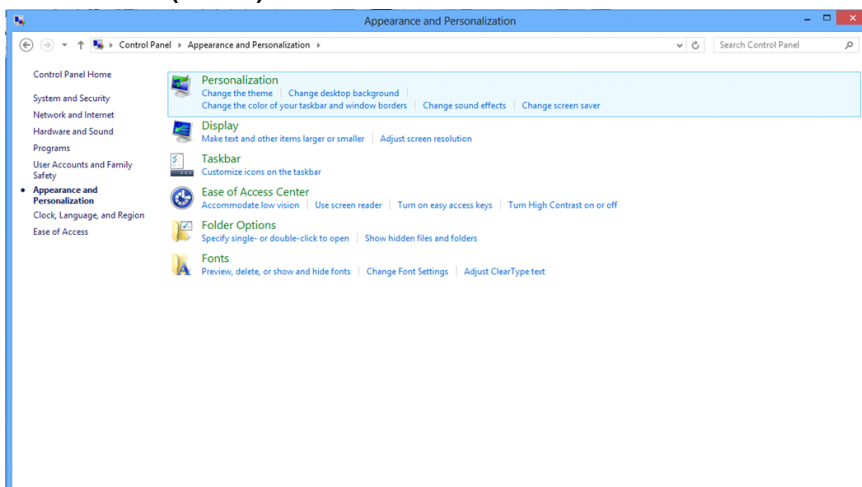 Appearance and Personalization
Control Panel Appearance and Personalization
Search Control Panel
Control Panel Home
System and Security
Network and Internet
Hardware and Sound
Programs
User Accounts and Family
Safety
Appearance and
Personalization
Clock, Language, and Region
Ease of Access
Personalization
Change the theme
Change desktop background
Change the color of your taskbar and window borders
Change sound effects
Change screen saver
Display
Make text and other items larger or smaller
Adjust screen resolution
Taskbar
Customize icons on the taskbar
Ease of Access Center
Accommodate low vision
Use screen reader
Turn on easy access keys
Turn High Contrast on or off
Folder Options
Specify single- or double-click to open
Show hidden files and folders
Fonts
Preview, delete, or show and hide fonts
Change Font Settings
Adjust ClearType text